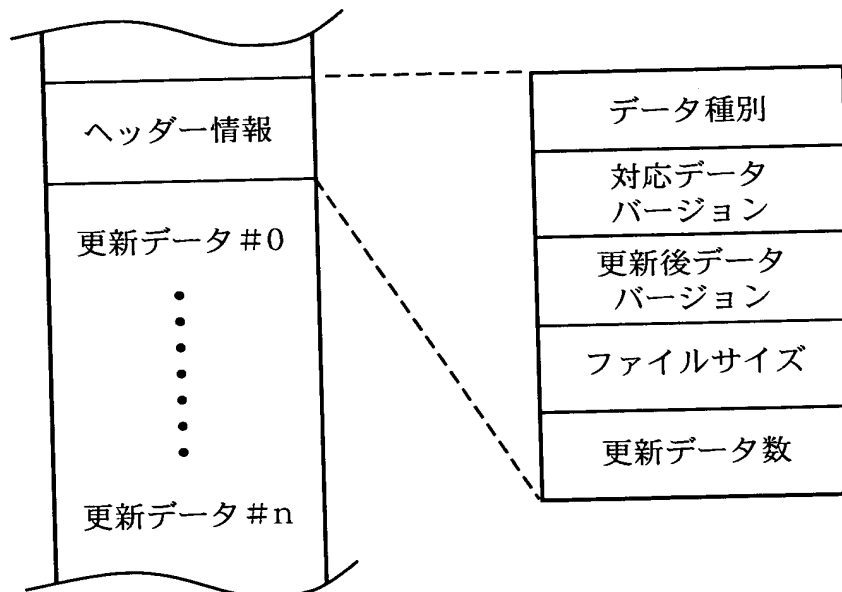 ヘッダー情報
更新データ#0
更新データ#n
データ種別
対応データ
バージョン
更新後データ
バージョン
ファイルサイズ
更新データ数